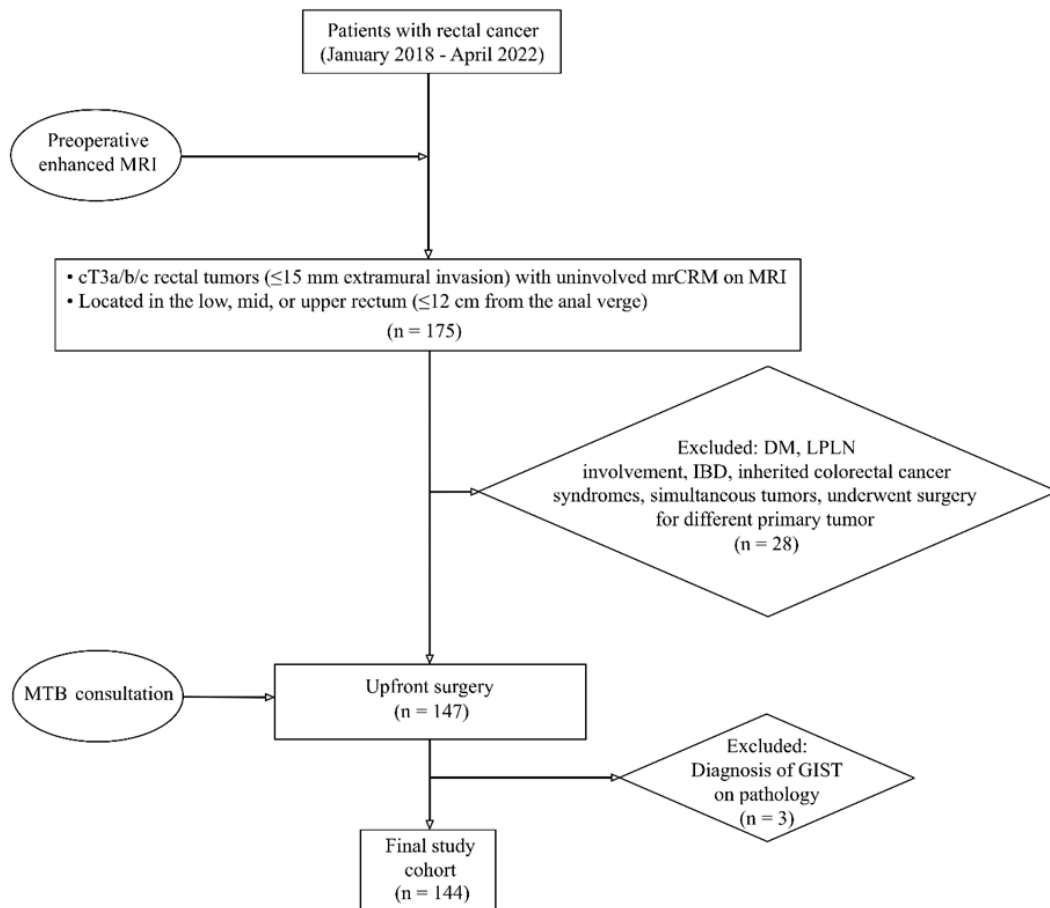 Patients with rectal cancer
(January 2018 - April 2022)
Preoperative
enhanced MRI
• cT3a/b/c rectal tumors (≤15 mm extramural invasion) with uninvolved mrCRM on MRI
• Located in the low, mid, or upper rectum (≤12 cm from the anal verge)
(n = 175)
Excluded: DM, LPLN
involvement, IBD, inherited colorectal cancer
syndromes, simultaneous tumors, underwent surgery
for different primary tumor
(n = 28)
MTB consultation
Upfront surgery
(n = 147)
Excluded:
Diagnosis of GIST
on pathology
(n = 3)
Final study
cohort
(n = 144)